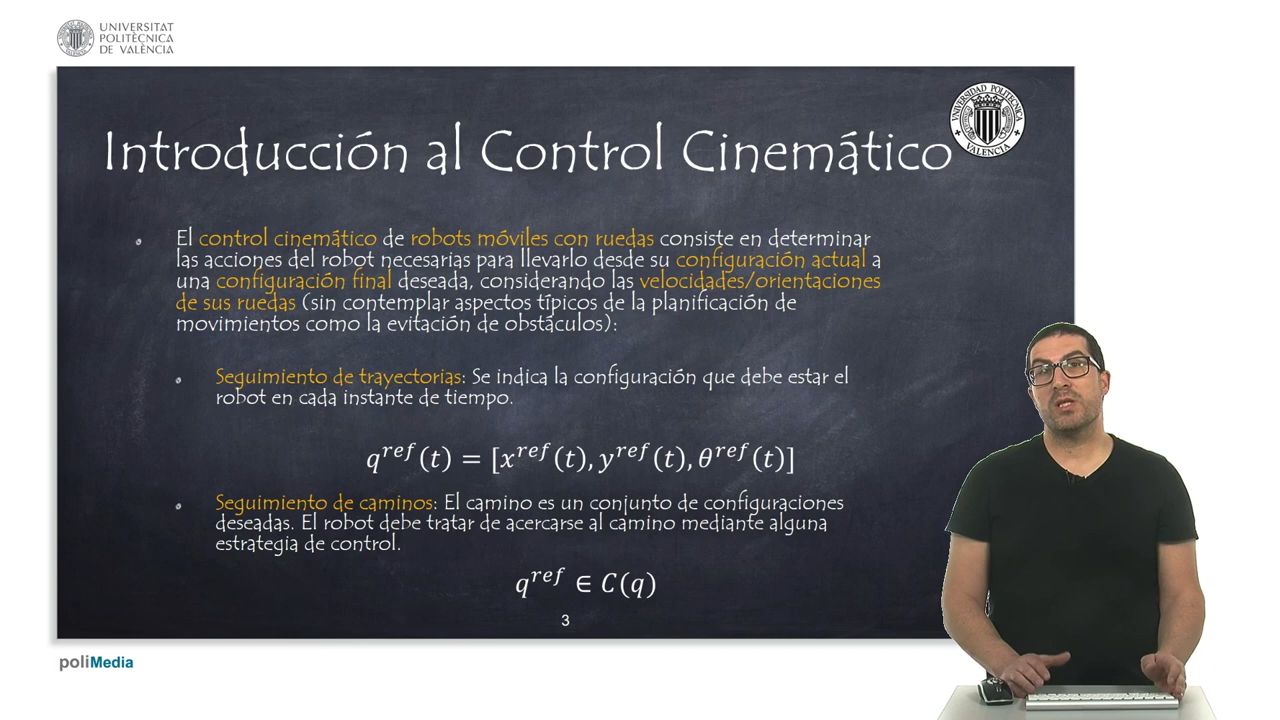 UNIVERSITAT
POLITÈCNICA
DE VALÈNCIA
UNIVERSIDAD POLITECNICA
VALENCIA
Introducción al Control Cinemático
El control cinemático de robots móviles con ruedas consiste en determinar
las acciones del robot necesarias para llevarlo desde su configuración actual a
una configuración final deseada, considerando las velocidades/orientaciones
de sus ruedas (sin contemplar aspectos típicos de la planificación de
movimientos como la evitación de obstáculos):
Seguimiento de trayectorias: Se indica la configuración que debe estar el
robot en cada instante de tiempo.
q^{ref}(t) = [x^{ref}(t), y^{ref}(t), θ^{ref}(t)]
Seguimiento de caminos: El camino es un conjunto de configuraciones
deseadas. El robot debe tratar de acercarse al camino mediante alguna
estrategia de control.
q^{ref} ∈ C(q)
3
poliMedia